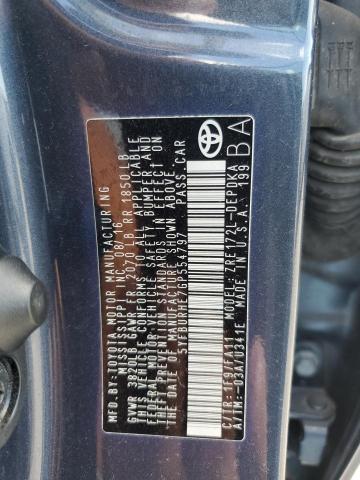 MFD. BY: TOYOTA MOTOR MANUFACTURING
MISSISSIPPI INC. 08/16
GVWR 3820LB GAWR FR 2070 LB RR 1850 LB
THIS VEHICLE CONFORMS TO ALL APPLICABLE
FEDERAL MOTOR VEHICLE SAFETY, BUMPER AND
THEFT PREVENTION STANDARDS IN EFFECT ON
THE DATE OF MANUFACTURE SHOWN ABOVE.
5YFBURHE7GP554797 PASS. CAR
C/TR: 1F9/FA11 MODEL: ZRE172L-DEPDKA
A/TM: -03A/U341E MADE IN U.S.A. 199
BA